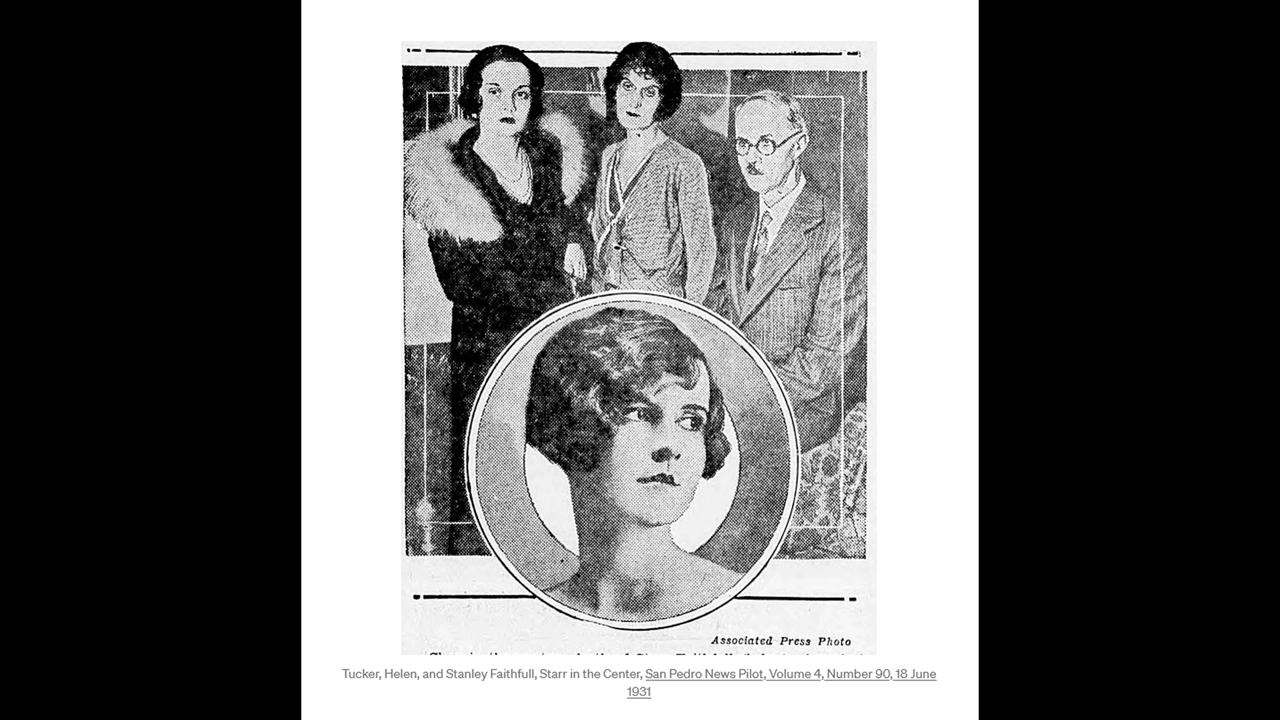 Associated Press Photo
Tucker, Helen, and Stanley Faithfull, Starr in the Center, San Pedro News Pilot, Volume 4, Number 90, 18 June
1931